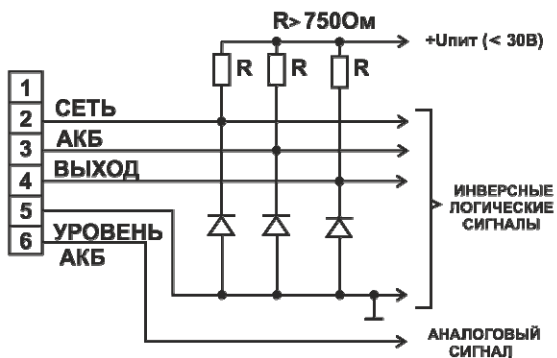 R>750Ом
+Uпит (< 30В)
R
R
R
1
2
СЕТЬ
3
АКБ
4
ВЫХОД
5
6
УРОВЕНЬ
АКБ
ИНВЕРСНЫЕ
ЛОГИЧЕСКИЕ
СИГНАЛЫ
АНАЛОГОВЫЙ
СИГНАЛ